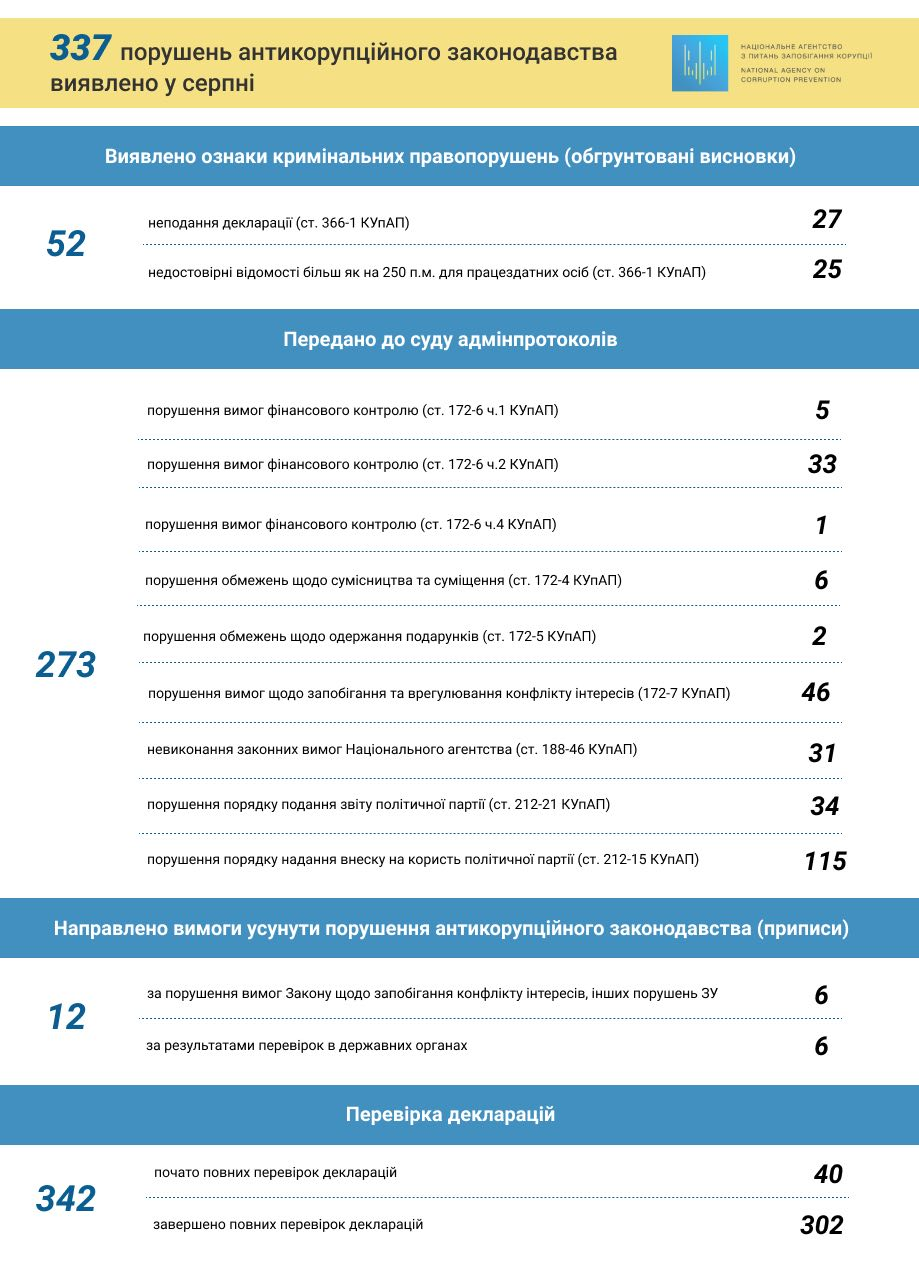 337 порушень антикорупційного законодавства
виявлено у серпні
НАЦІОНАЛЬНЕ АГЕНТСТВО
З ПИТАНЬ ЗАПОБІГАННЯ КОРУПЦІЇ
NATIONAL AGENCY ON
CORRUPTION PREVENTION
Виявлено ознаки кримінальних правопорушень (обгрунтовані висновки)
52
неподання декларації (ст. 366-1 КУпАП) 27
недостовірні відомості більш як на 250 п.м. для працездатних осіб (ст. 366-1 КУпАП) 25
Передано до суду адмінпротоколів
273
порушення вимог фінансового контролю (ст. 172-6 ч.1 КУпАП) 5
порушення вимог фінансового контролю (ст. 172-6 ч.2 КУпАП) 33
порушення вимог фінансового контролю (ст. 172-6 ч.4 КУпАП) 1
порушення обмежень щодо сумісництва та суміщення (ст. 172-4 КУпАП) 6
порушення обмежень щодо одержання подарунків (ст. 172-5 КУпАП) 2
порушення вимог щодо запобігання та врегулювання конфлікту інтересів (172-7 КУпАП) 46
невиконання законних вимог Національного агентства (ст. 188-46 КУпАП) 31
порушення порядку подання звіту політичної партії (ст. 212-21 КУпАП) 34
порушення порядку надання внеску на користь політичної партії (ст. 212-15 КУпАП) 115
Направлено вимоги усунути порушення антикорупційного законодавства (приписи)
12
за порушення вимог Закону щодо запобігання конфлікту інтересів, інших порушень ЗУ 6
за результатами перевірок в державних органах 6
Перевірка декларацій
342
почато повних перевірок декларацій 40
завершено повних перевірок декларацій 302